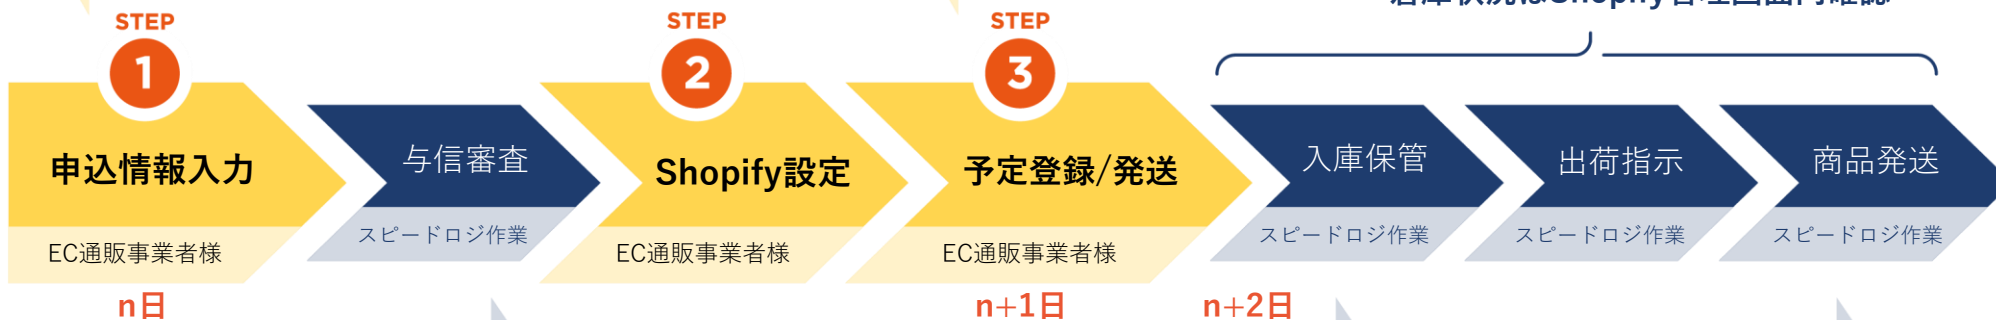 STEP
1
申込情報入力
EC通販事業者様
n日
与信審査
スピードロジ作業
STEP
2
Shopify設定
EC通販事業者様
STEP
3
予定登録/発送
EC通販事業者様
n+1日
n+2日
入庫保管
スピードロジ作業
出荷指示
スピードロジ作業
商品発送
スピードロジ作業